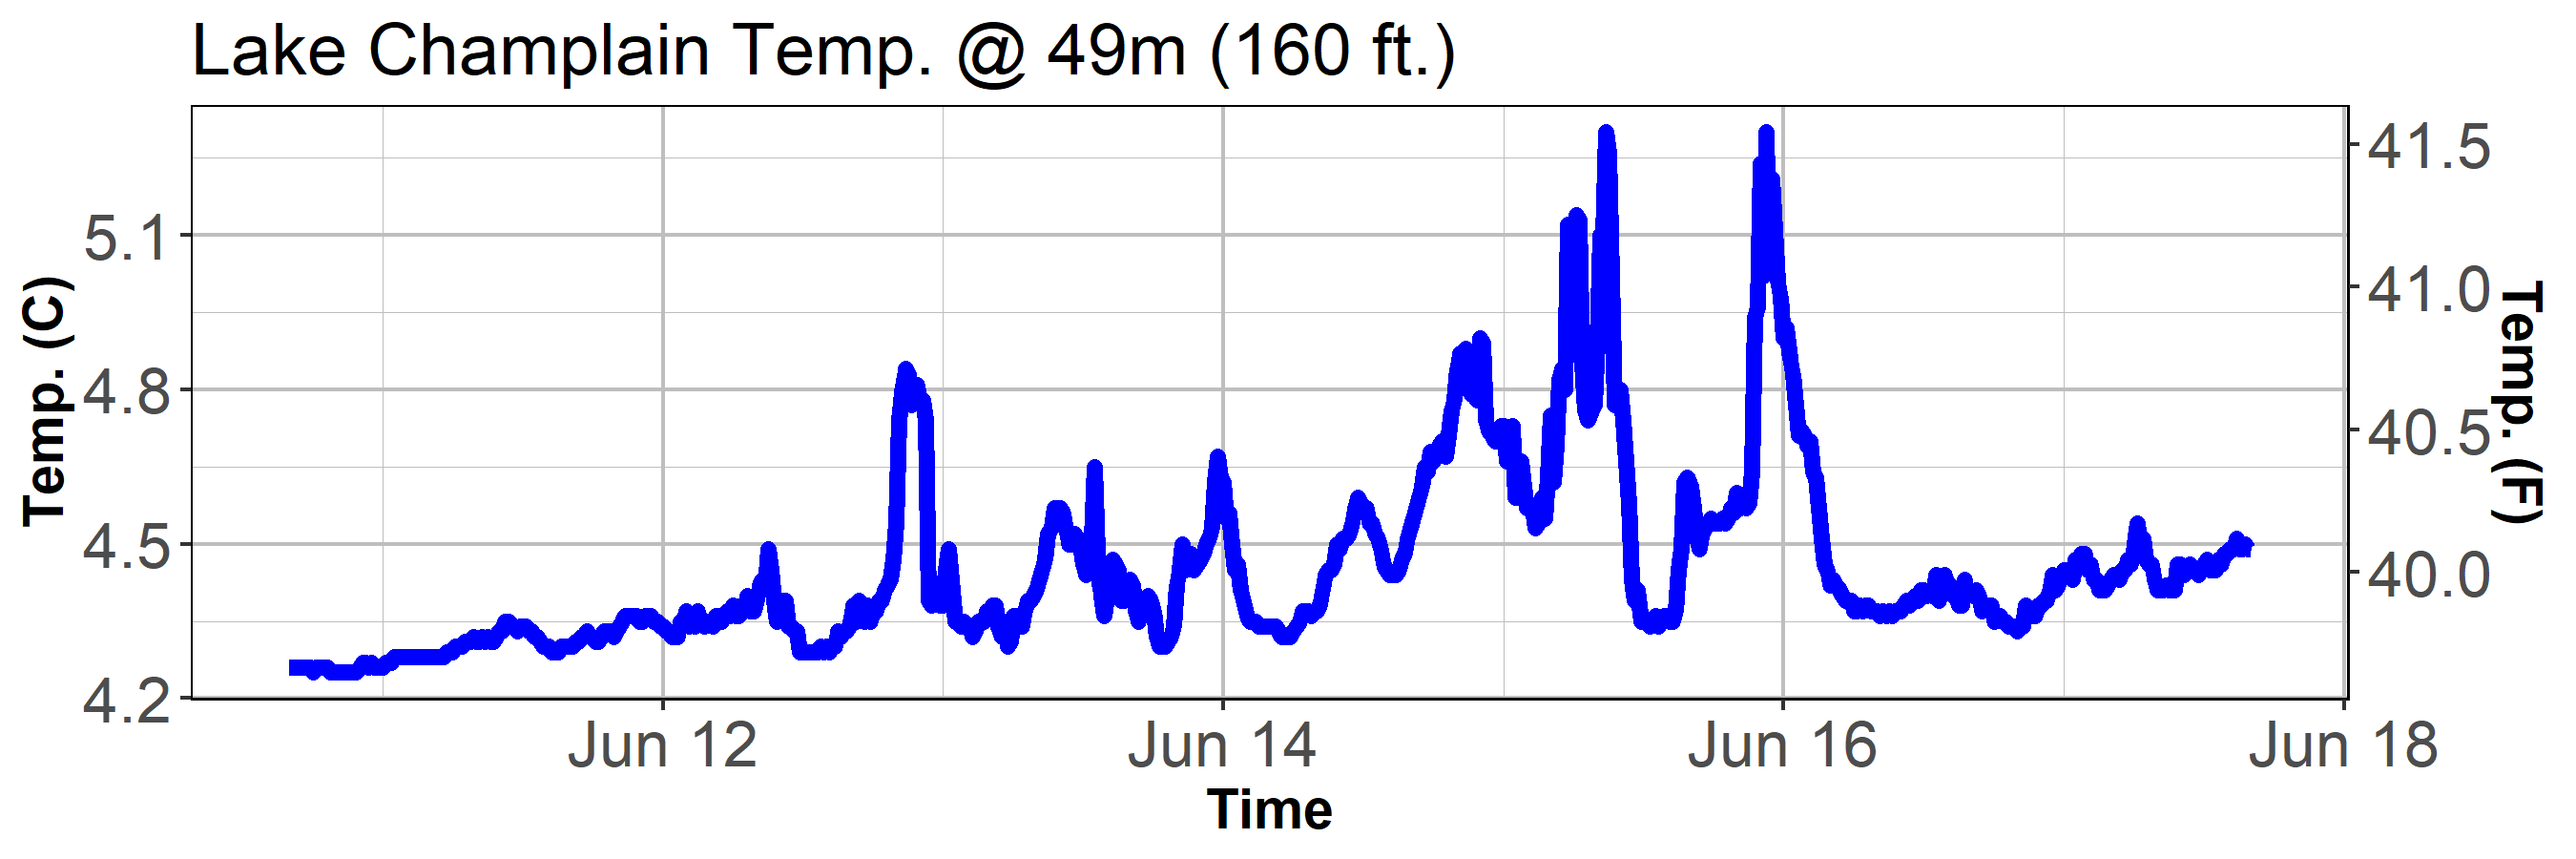 Lake Champlain Temp. @ 49m (160 ft.)
Temp. (C)
5.1
4.8
4.5
4.2
41.5
41.0
40.5
40.0
Temp. (F)
Jun 12
Jun 14
Jun 16
Jun 18
Time